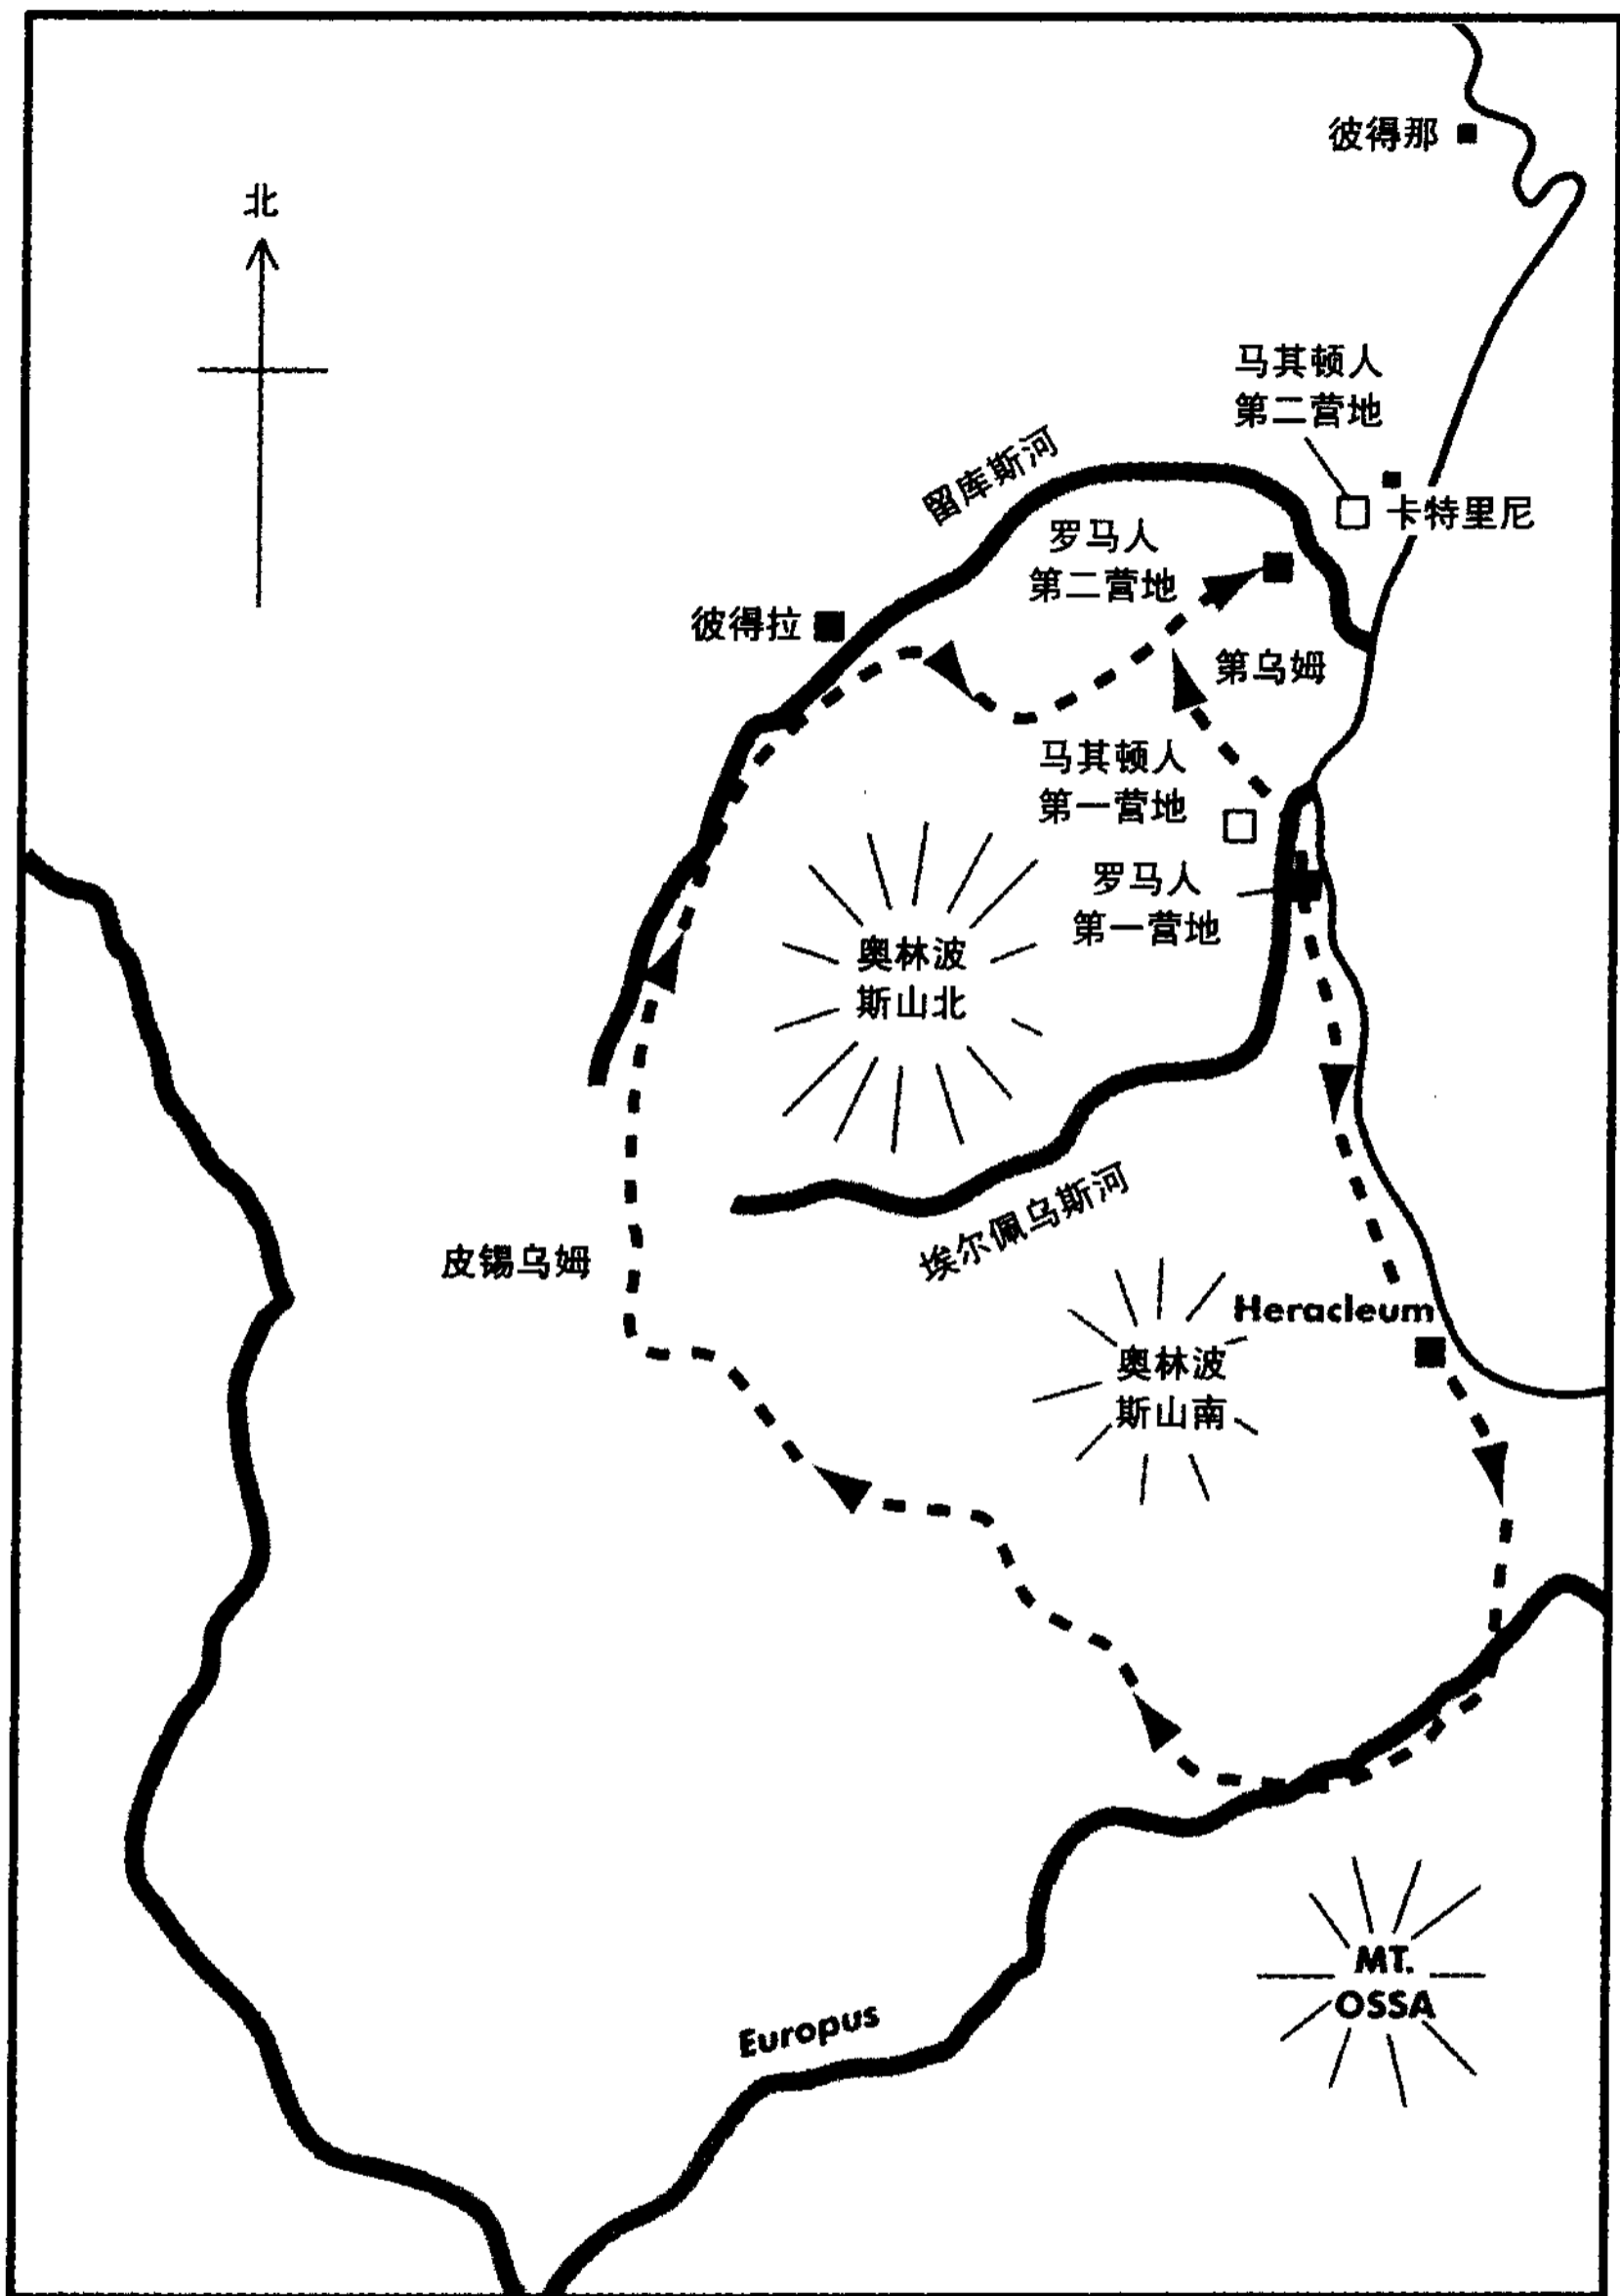 彼得那
北
马其顿人
第二营地
卡特里尼
留库斯河
罗马人
第二营地
彼得拉
第乌姆
马其顿人
第一营地
罗马人
第一营地
奥林波
斯山北
埃尔佩乌斯河
皮锡乌姆
Heracleum
奥林波
斯山南
MT.
OSSA
Europus